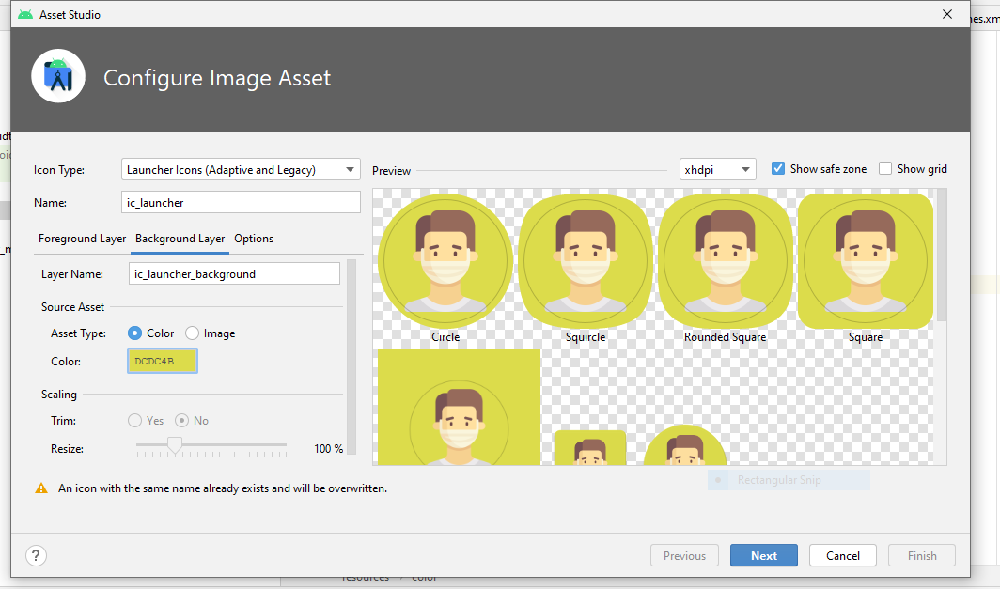 Asset Studio
Configure Image Asset
Icon Type:
Launcher Icons (Adaptive and Legacy)
Name:
ic_launcher
Foreground Layer Background Layer Options
Layer Name:
ic_launcher_background
Source Asset
Asset Type:
Color Image
Color:
DCDC4B
Scaling
Trim:
Yes No
Resize:
100 %
Preview
xhdpi
Show safe zone Show grid
Circle Squircle Rounded Square Square
Rectangular Snip
An icon with the same name already exists and will be overwritten.
? Previous Next Cancel Finish
resources › color